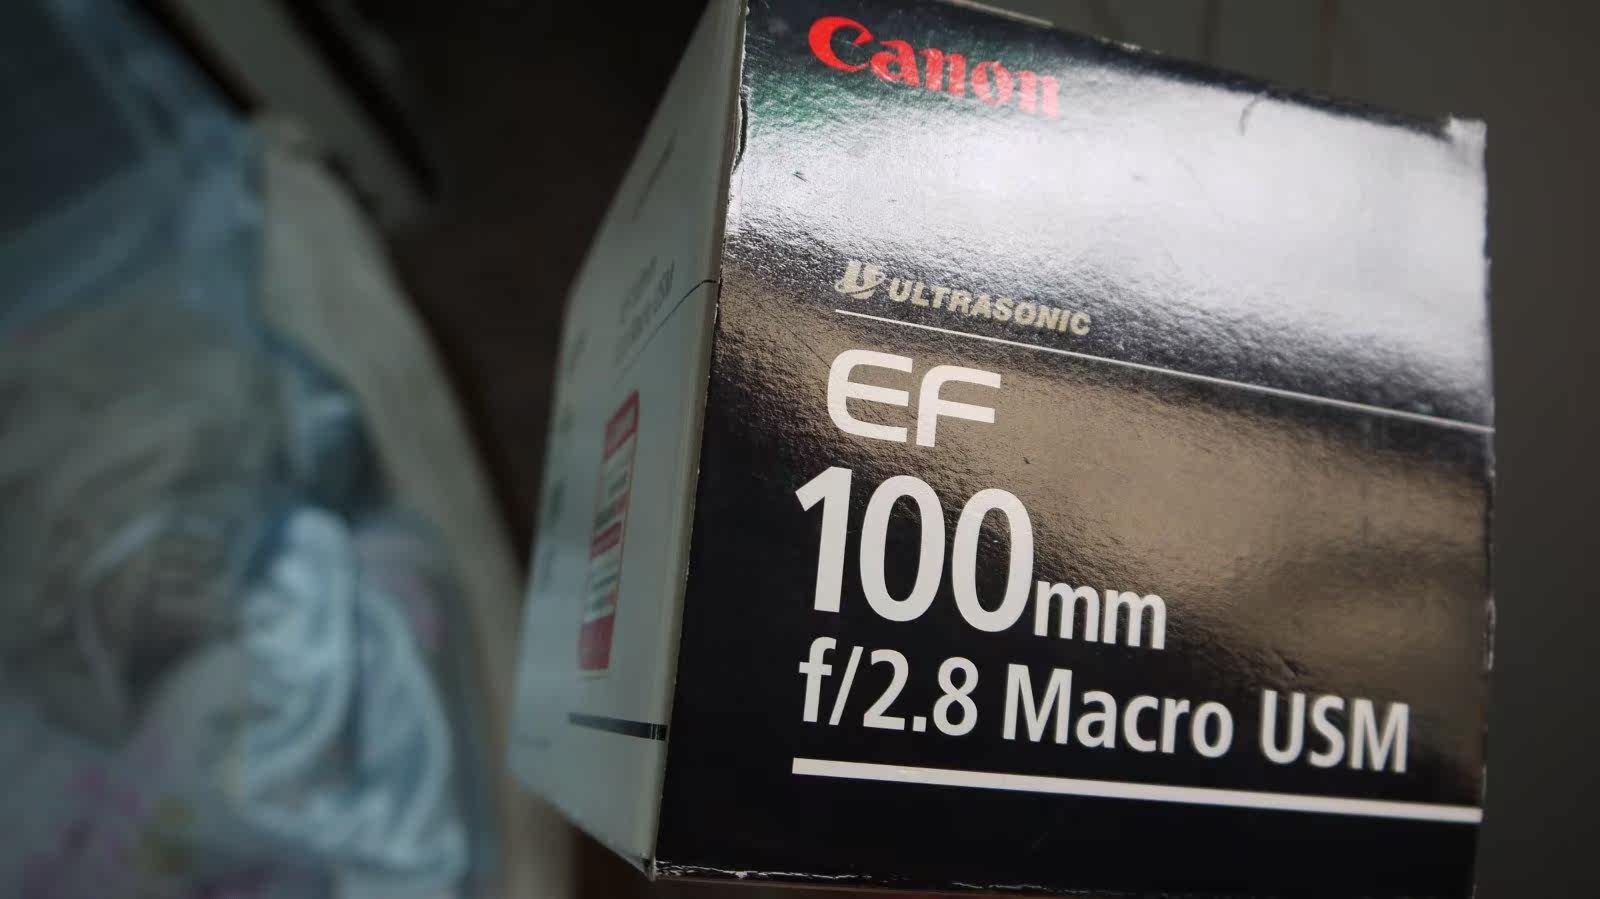 Canon
ULTRASONIC
EF
100mm
f/2.8 Macro USM